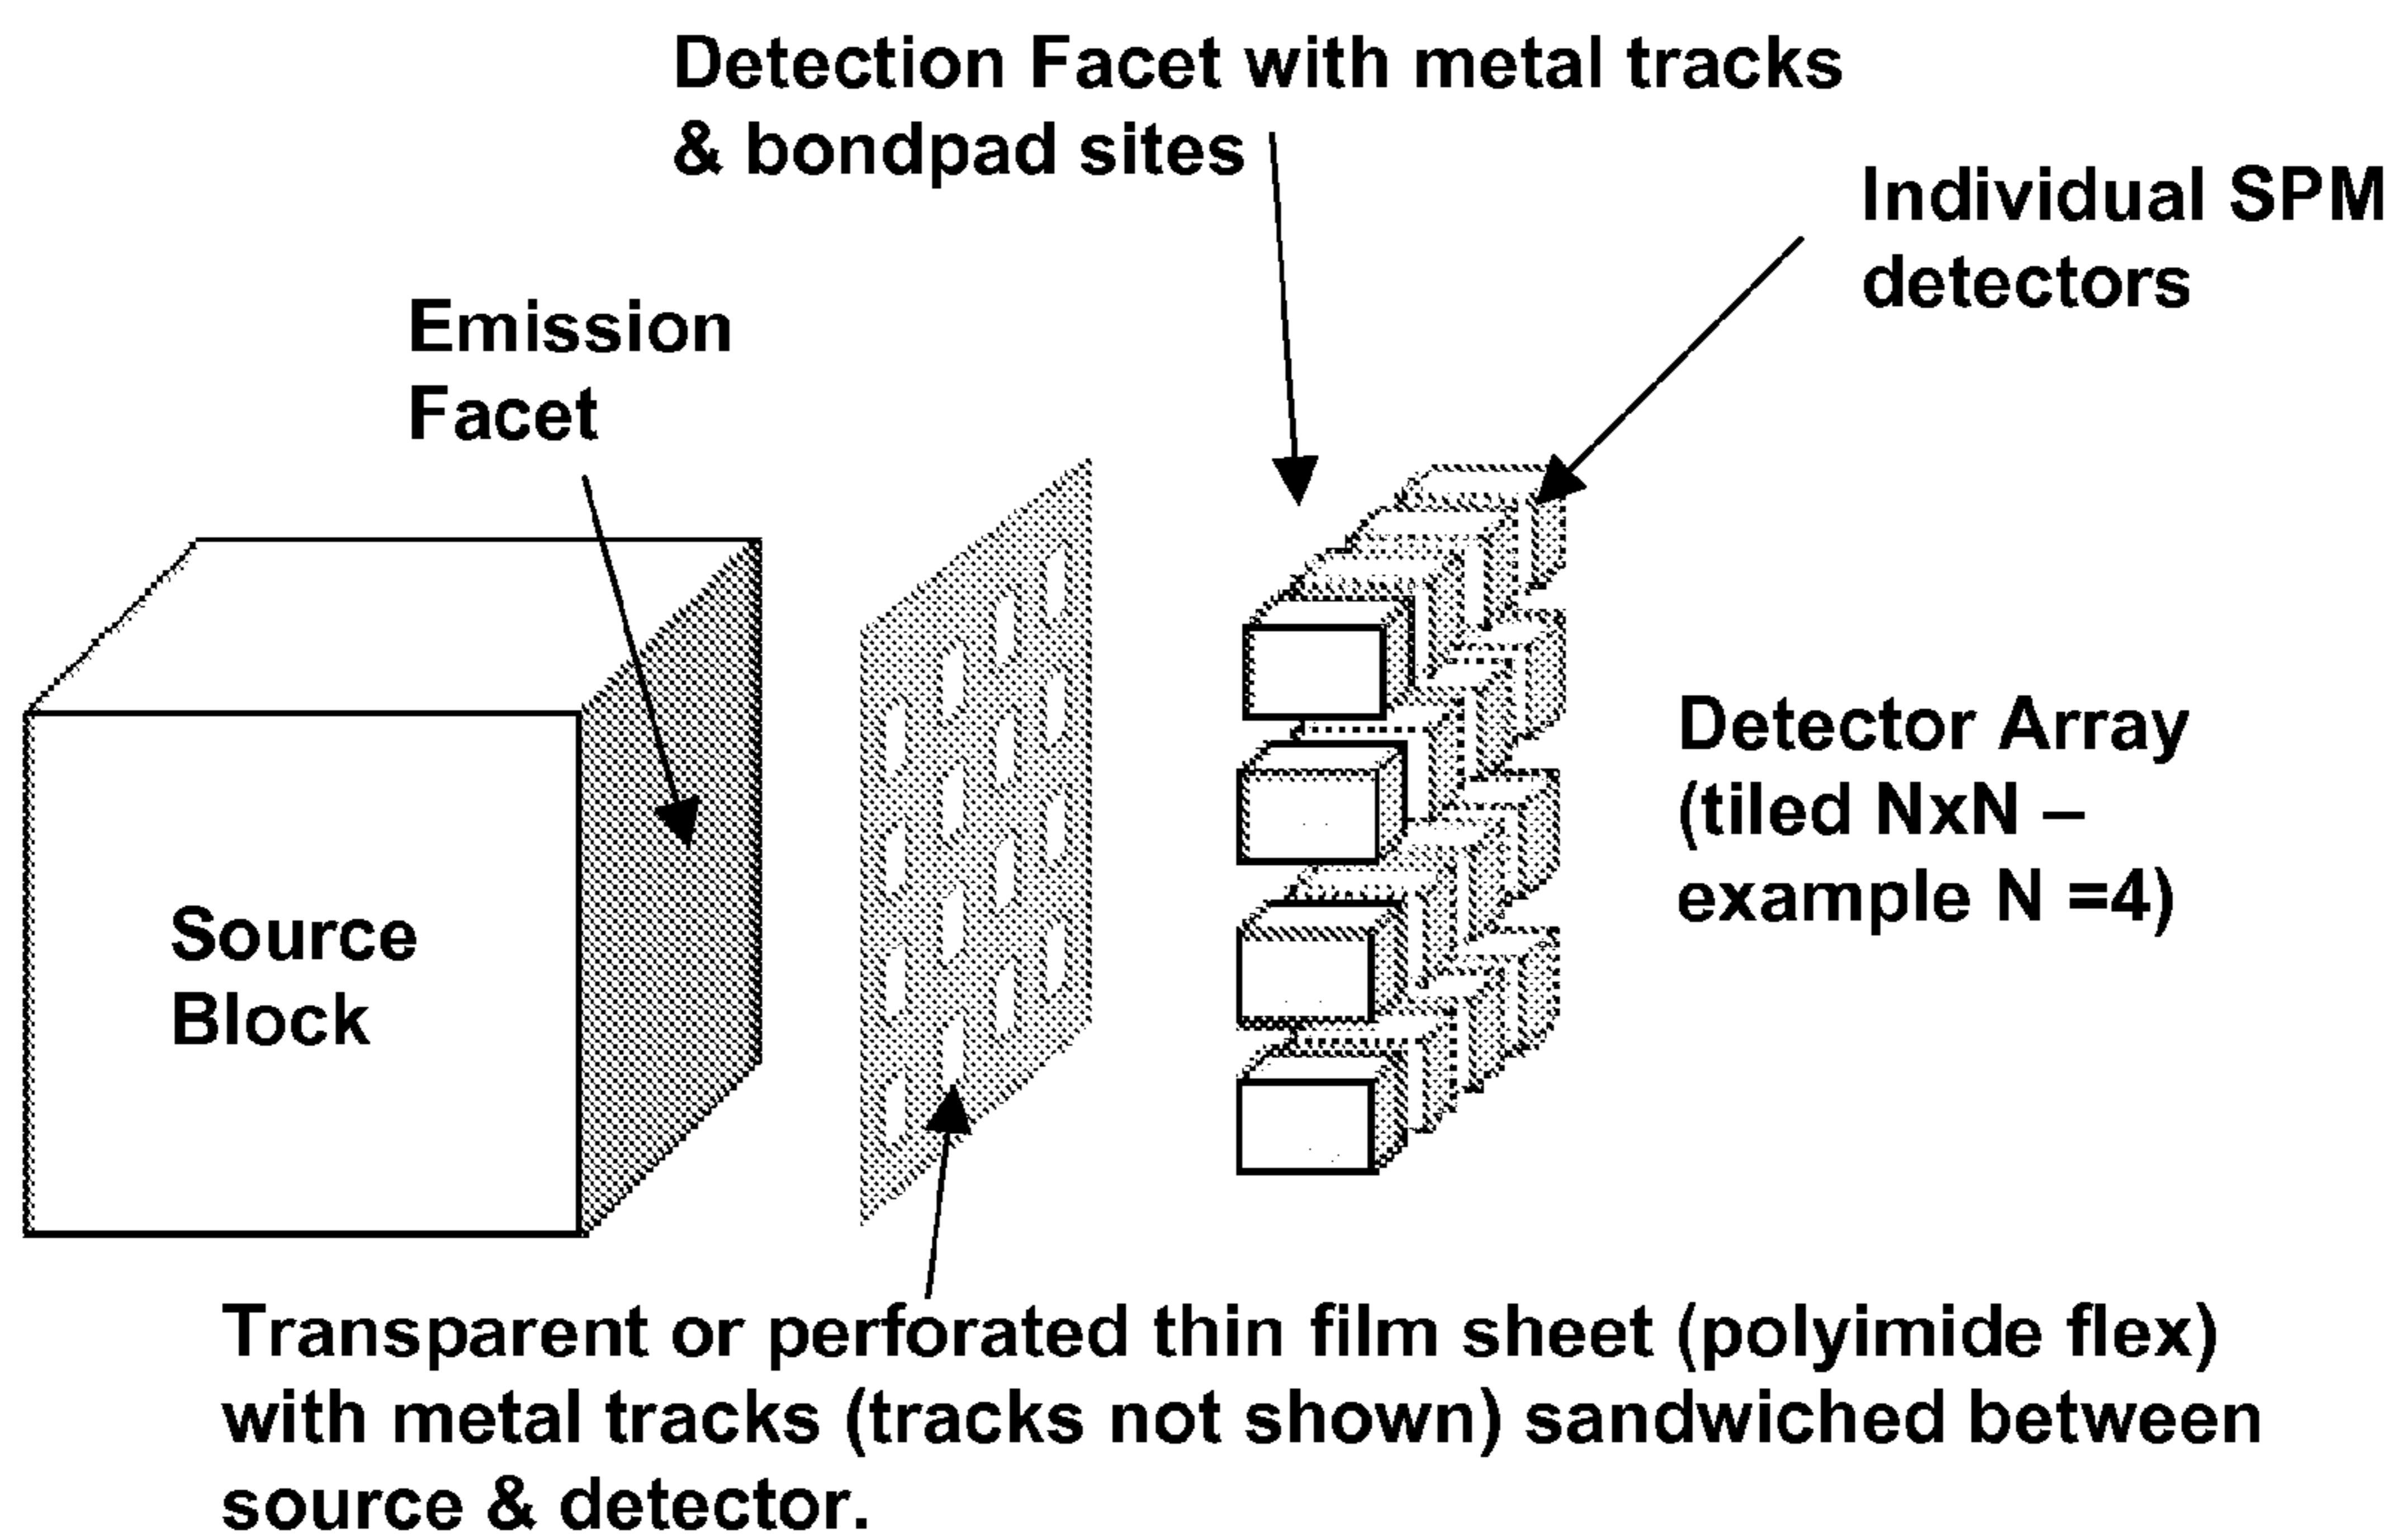 Detection Facet with metal tracks
& bondpad sites
Individual SPM
detectors
Emission
Facet
Source
Block
Detector Array
(tiled NxN –
example N =4)
Transparent or perforated thin film sheet (polyimide flex)
with metal tracks (tracks not shown) sandwiched between
source & detector.